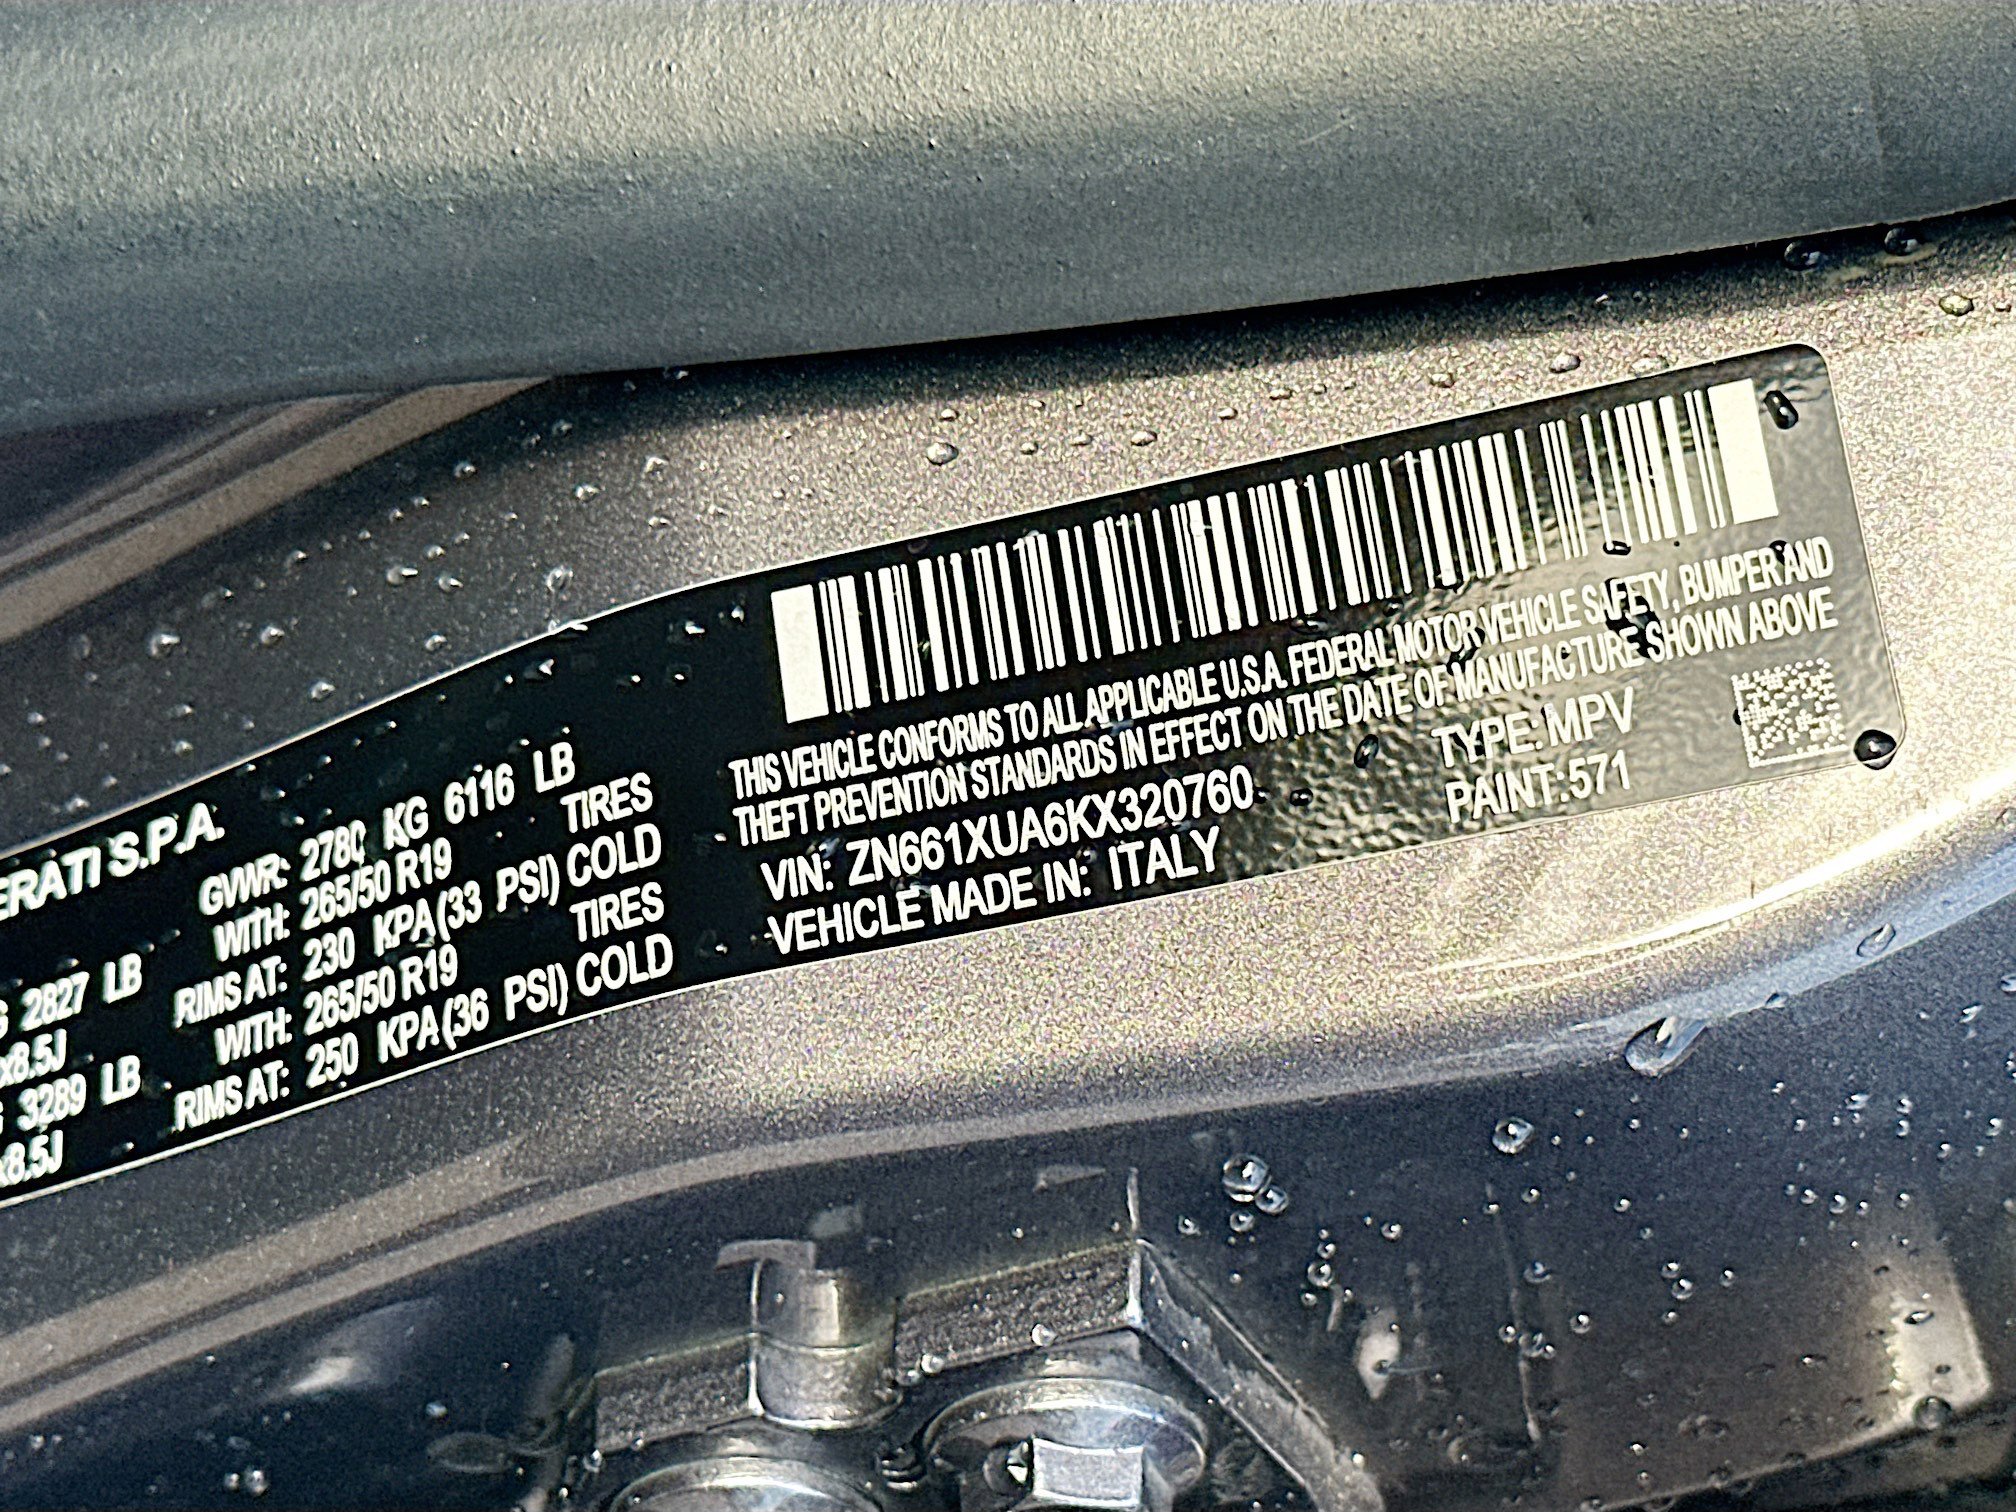 ERATI S.P.A.
GVWR: 2780 KG 6116 LB
2827 LB WITH: 265/50 R19 TIRES
x8.5J RIMS AT: 230 KPA(33 PSI) COLD
3289 LB WITH: 265/50 R19 TIRES
x8.5J RIMS AT: 250 KPA(36 PSI) COLD
THIS VEHICLE CONFORMS TO ALL APPLICABLE U.S.A. FEDERAL MOTOR VEHICLE SAFETY, BUMPER AND
THEFT PREVENTION STANDARDS IN EFFECT ON THE DATE OF MANUFACTURE SHOWN ABOVE
VIN: ZN661XUA6KX320760 TYPE: MPV
VEHICLE MADE IN: ITALY PAINT:571